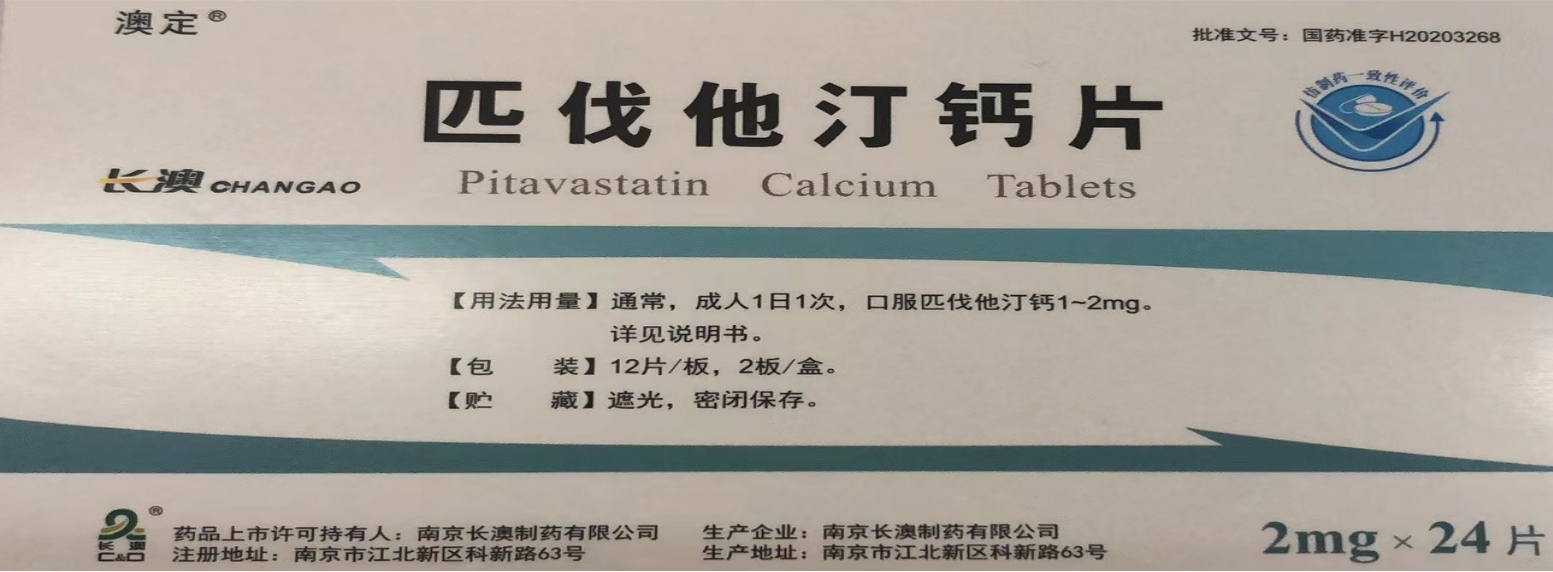 澳定®
批准文号：国药准字H20203268
匹伐他汀钙片
仿制药一致性评价
长澳 CHANGAO
Pitavastatin Calcium Tablets
【用法用量】通常，成人1日1次，口服匹伐他汀钙1~2mg。
详见说明书。
【包 装】12片/板，2板/盒。
【贮 藏】遮光，密闭保存。
®
长 澳
C&O
药品上市许可持有人：南京长澳制药有限公司 生产企业：南京长澳制药有限公司
注册地址：南京市江北新区科新路63号 生产地址：南京市江北新区科新路63号
2mg × 24 片